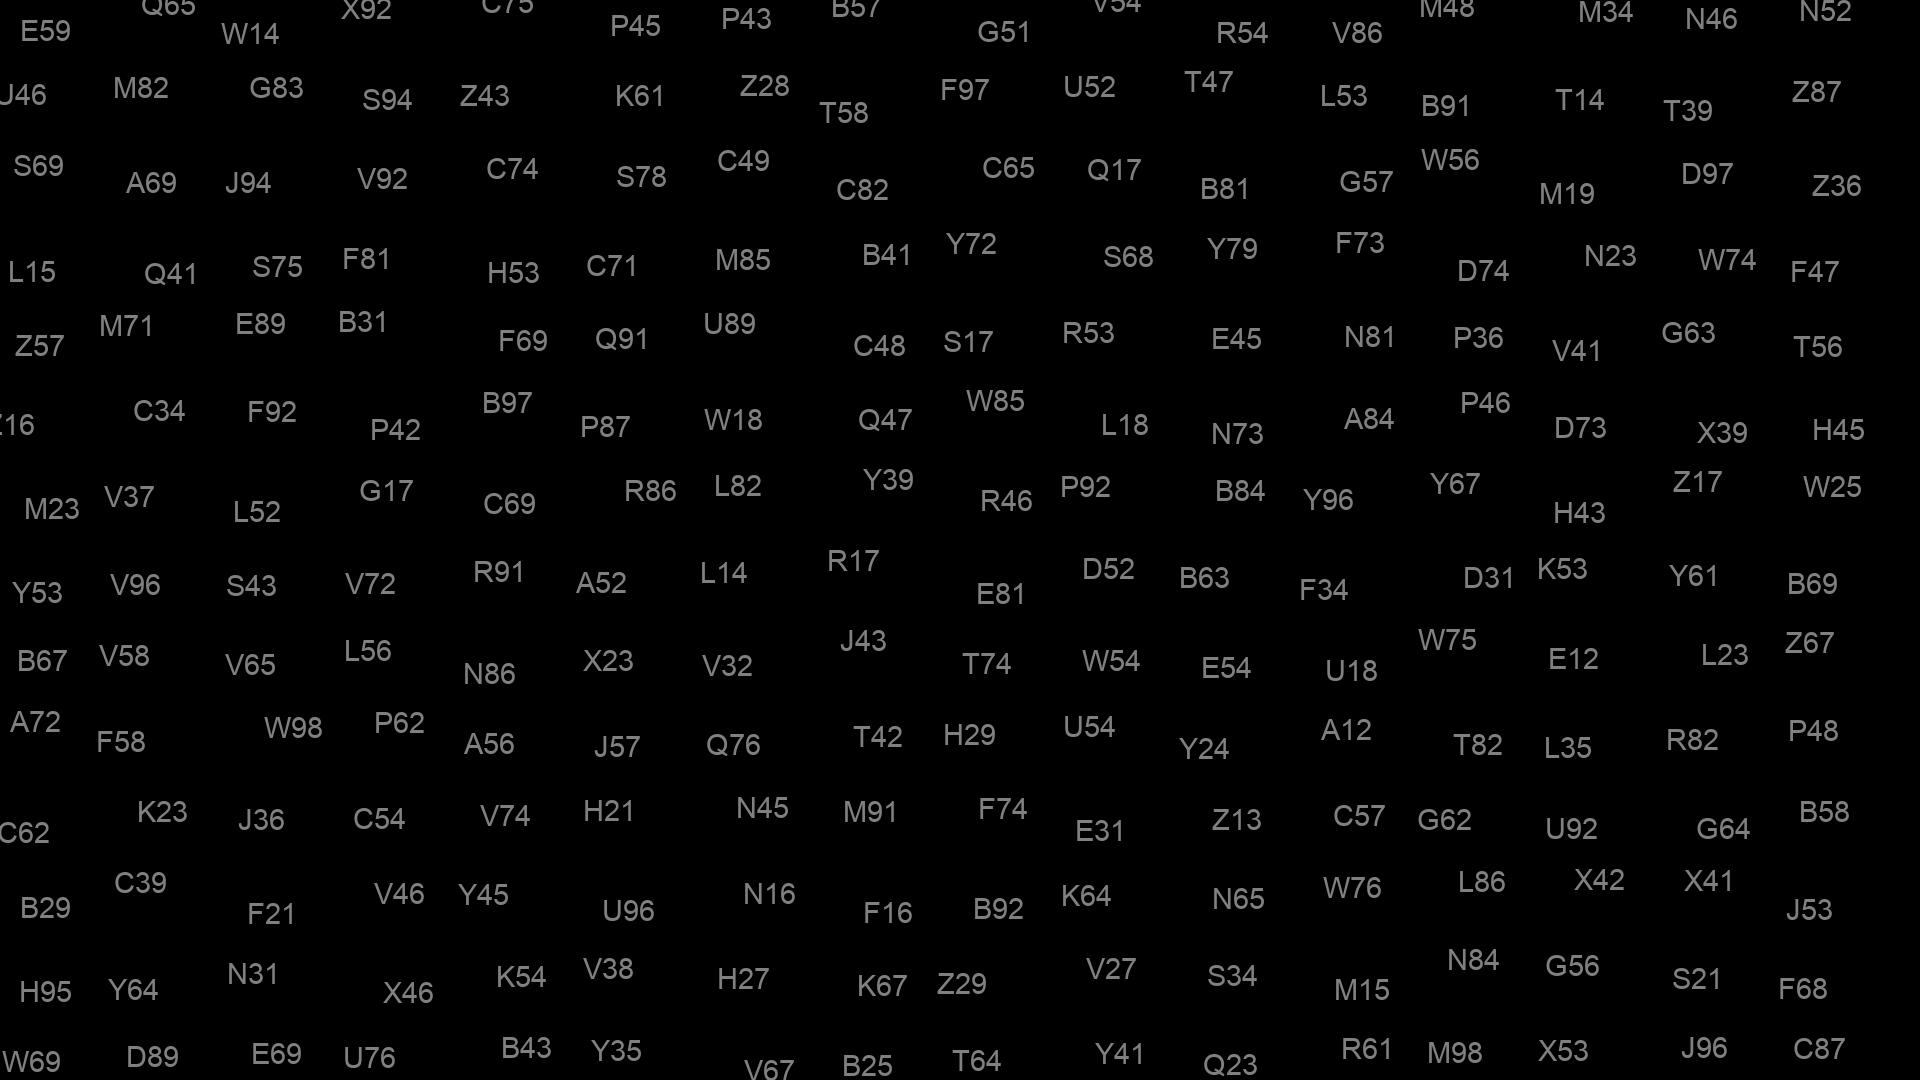 E59 Q65 W14 X92 C75 P45 P43 B57 G51 V54 R54 V86 M48 M34 N46 N52
U46 M82 G83 S94 Z43 K61 Z28 T58 F97 U52 T47 L53 B91 T14 T39 Z87
S69 A69 J94 V92 C74 S78 C49 C82 C65 Q17 B81 G57 W56 M19 D97 Z36
L15 Q41 S75 F81 H53 C71 M85 B41 Y72 S68 Y79 F73 D74 N23 W74 F47
Z57 M71 E89 B31 F69 Q91 U89 C48 S17 R53 E45 N81 P36 V41 G63 T56
C34 F92 P42 B97 P87 W18 Q47 W85 L18 N73 A84 P46 D73 X39 H45
M23 V37 L52 G17 C69 R86 L82 Y39 R46 P92 B84 Y96 Y67 H43 Z17 W25
Y53 V96 S43 V72 R91 A52 L14 R17 E81 D52 B63 F34 D31 K53 Y61 B69
B67 V58 V65 L56 N86 X23 V32 J43 T74 W54 E54 U18 W75 E12 L23 Z67
A72 F58 W98 P62 A56 J57 Q76 T42 H29 U54 Y24 A12 T82 L35 R82 P48
C62 K23 J36 C54 V74 H21 N45 M91 F74 E31 Z13 C57 G62 U92 G64 B58
B29 C39 F21 V46 Y45 U96 N16 F16 B92 K64 N65 W76 L86 X42 X41 J53
H95 Y64 N31 X46 K54 V38 H27 K67 Z29 V27 S34 M15 N84 G56 S21 F68
W69 D89 E69 U76 B43 Y35 V67 B25 T64 Y41 Q23 R61 M98 X53 J96 C87